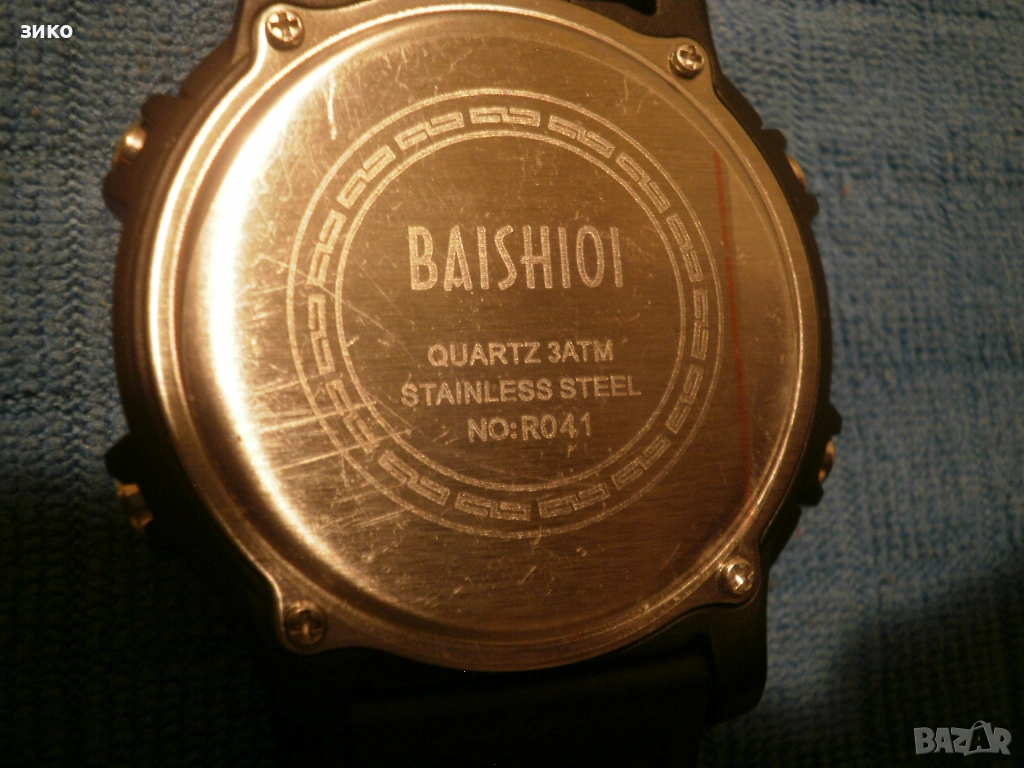 зико
BAISHIOI
QUARTZ 3ATM
STAINLESS STEEL
NO:R041
BAZAR